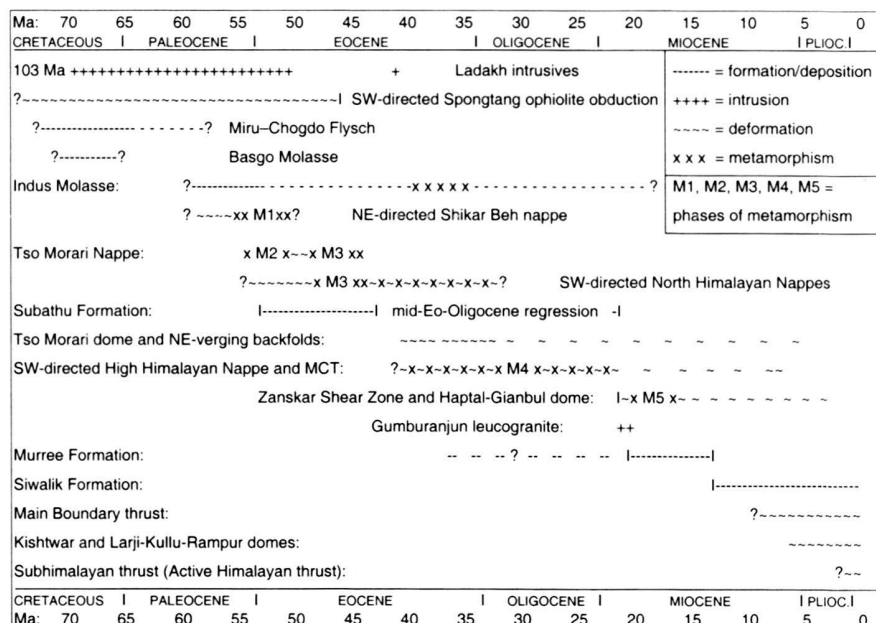 Ma: 70 65 60 55 50 45 40 35 30 25 20 15 10 5 0
CRETACEOUS I PALEOCENE I EOCENE I OLIGOCENE I MIOCENE I PLIOC.I
103 Ma ++++++++++++++++++++++++ + Ladakh intrusives
------- = formation/deposition
?~~~~~~~~~~~~~~~~~~~~~~~~~~~~~~~~~~I SW-directed Spongtang ophiolite obduction
++++ = intrusion
?----------------- - - - - - -? Miru–Chogdo Flysch
~~~~ = deformation
?-----------? Basgo Molasse
x x x = metamorphism
Indus Molasse: ?------------- - - - - - - - - - - - - x x x x x - - - - - - - - - - - - - - - ?
M1, M2, M3, M4, M5 =
? ~~~~xx M1xx? NE-directed Shikar Beh nappe
phases of metamorphism
Tso Morari Nappe: x M2 x~~x M3 xx
?~~~~~~~x M3 xx~x~x~x~x~x~x~x~? SW-directed North Himalayan Nappes
Subathu Formation: I---------------------I mid-Eo-Oligocene regression -I
Tso Morari dome and NE-verging backfolds: ~~~~ ~~~~~~ ~ ~ ~ ~ ~ ~ ~ ~ ~
SW-directed High Himalayan Nappe and MCT: ?~x~x~x~x~x~x M4 x~x~x~x~x~ ~ ~ ~ ~ ~~
Zanskar Shear Zone and Haptal-Gianbul dome: I~x M5 x~~ ~ ~ ~ ~ ~ ~ ~
Gumburanjun leucogranite: ++
Murree Formation: -- -- --? -- -- -- -- I---------------I
Siwalik Formation: I---------------------------
Main Boundary thrust: ?~~~~~~~~~~~
Kishtwar and Larji-Kullu-Rampur domes: ~~~~~~~~
Subhimalayan thrust (Active Himalayan thrust): ?~~
CRETACEOUS I PALEOCENE I EOCENE I OLIGOCENE I MIOCENE I PLIOC.I
Ma: 70 65 60 55 50 45 40 35 30 25 20 15 10 5 0